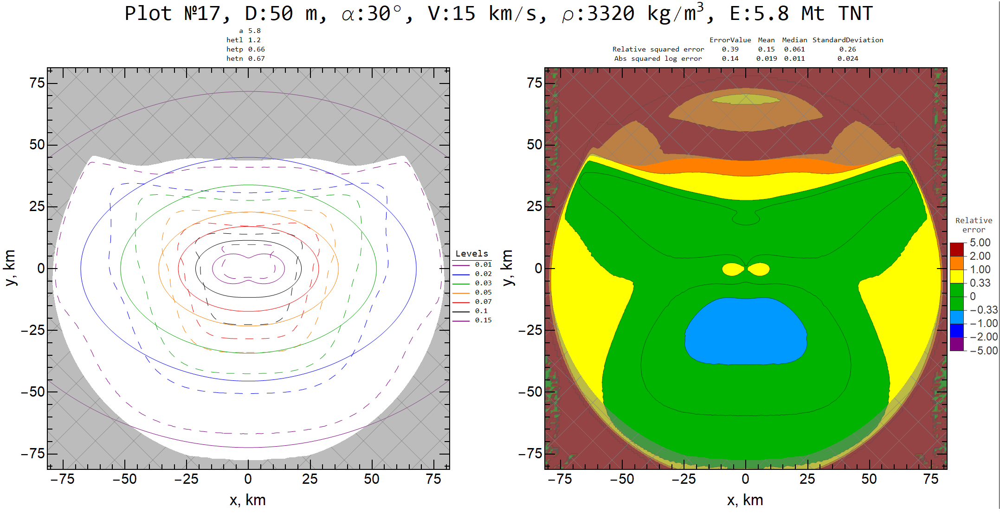 Plot №17, D:50 m, α:30°, V:15 km/s, ρ:3320 kg/m³, E:5.8 Mt TNT
a 5.8
hetl 1.2
hetp 0.66
hetn 0.67
ErrorValue Mean Median StandardDeviation
Relative squared error 0.39 0.15 0.061 0.26
Abs squared log error 0.14 0.019 0.011 0.024
75
50
25
0
−25
−50
−75
y, km
−75 −50 −25 0 25 50 75
x, km
Levels
0.01
0.02
0.03
0.05
0.07
0.1
0.15
75
50
25
0
−25
−50
−75
y, km
−75 −50 −25 0 25 50 75
x, km
Relative
error
5.00
2.00
1.00
0.33
0
−0.33
−1.00
−2.00
−5.00